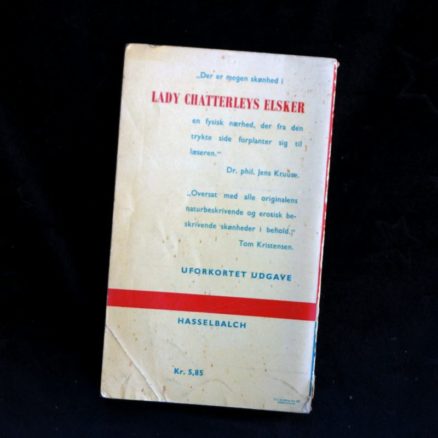 „Der er megen skønhed i
LADY CHATTERLEYS ELSKER
en fysisk nærhed, der fra den
trykte side forplanter sig til
læseren."
Dr. phil. Jens Kruuse.
„Oversat med alle originalens
naturbeskrivende og erotisk be-
skrivende skønheder i behold."
Tom Kristensen.
UFORKORTET UDGAVE
HASSELBALCH
Kr. 5,85